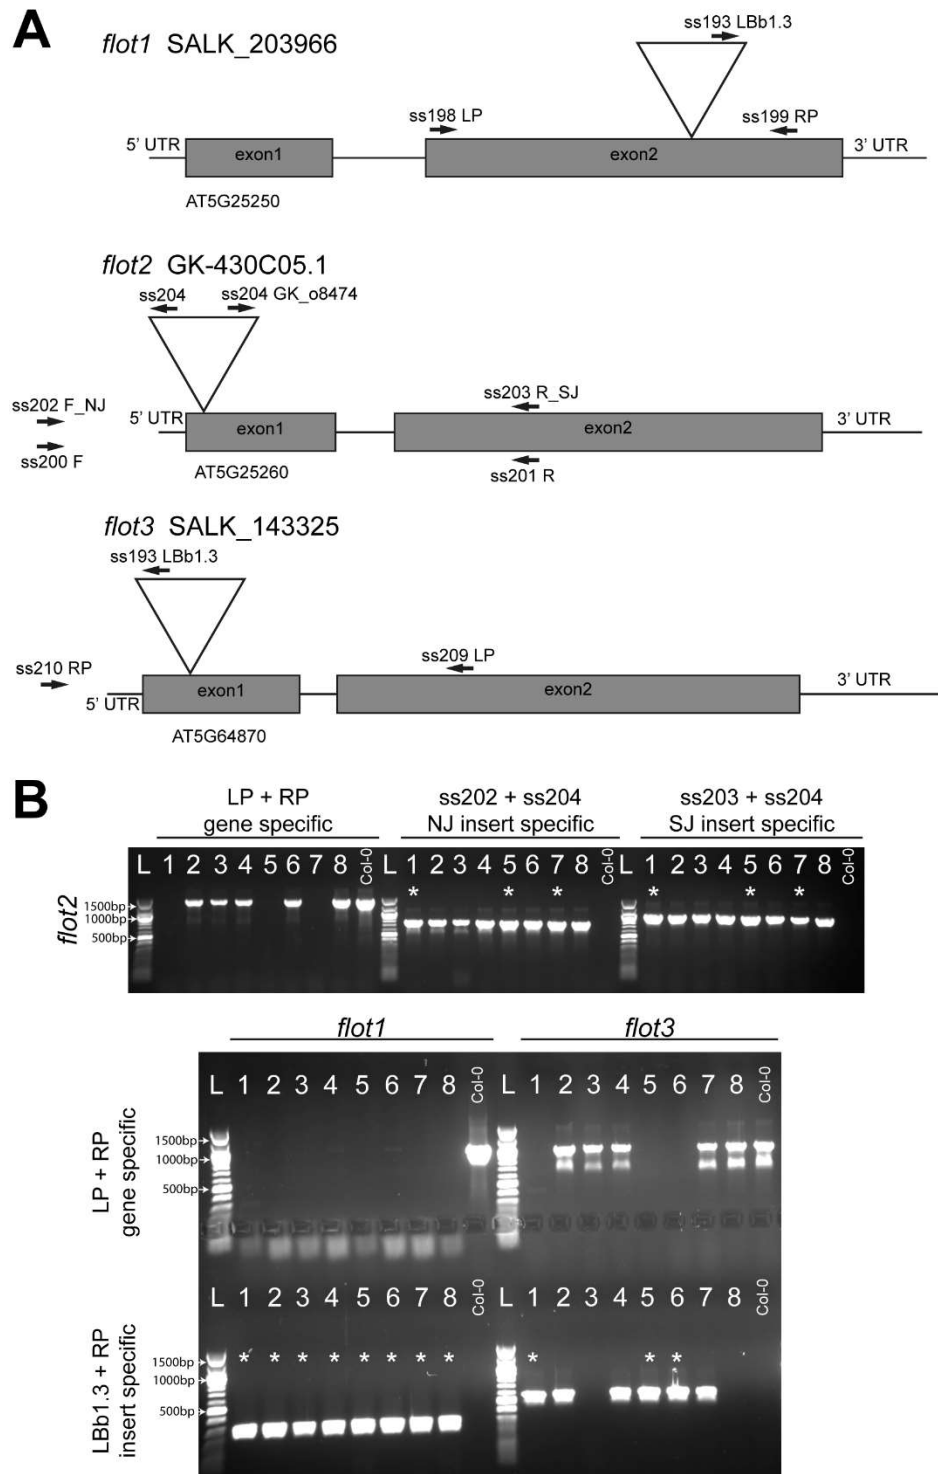 A
flot1 SALK_203966
ss193 LBb1.3
ss198 LP
ss199 RP
5' UTR
exon1
exon2
3' UTR
AT5G25250
flot2 GK-430C05.1
ss204
ss204 GK_o8474
ss202 F_NJ
ss200 F
5' UTR
exon1
ss203 R_SJ
exon2
3' UTR
AT5G25260
ss201 R
flot3 SALK_143325
ss193 LBb1.3
ss210 RP
ss209 LP
5' UTR
exon1
exon2
3' UTR
AT5G64870
B
LP + RP
gene specific
ss202 + ss204
NJ insert specific
ss203 + ss204
SJ insert specific
flot2
L 1 2 3 4 5 6 7 8 Col-0 L 1 2 3 4 5 6 7 8 Col-0 L 1 2 3 4 5 6 7 8 Col-0
* * * * * *
1500bp
1000bp
500bp
flot1 flot3
LP + RP
gene specific
L 1 2 3 4 5 6 7 8 Col-0 L 1 2 3 4 5 6 7 8 Col-0
1500bp
1000bp
500bp
LBb1.3 + RP
insert specific
L 1 2 3 4 5 6 7 8 Col-0 L 1 2 3 4 5 6 7 8 Col-0
* * * * * * * * * * *
1500bp
1000bp
500bp